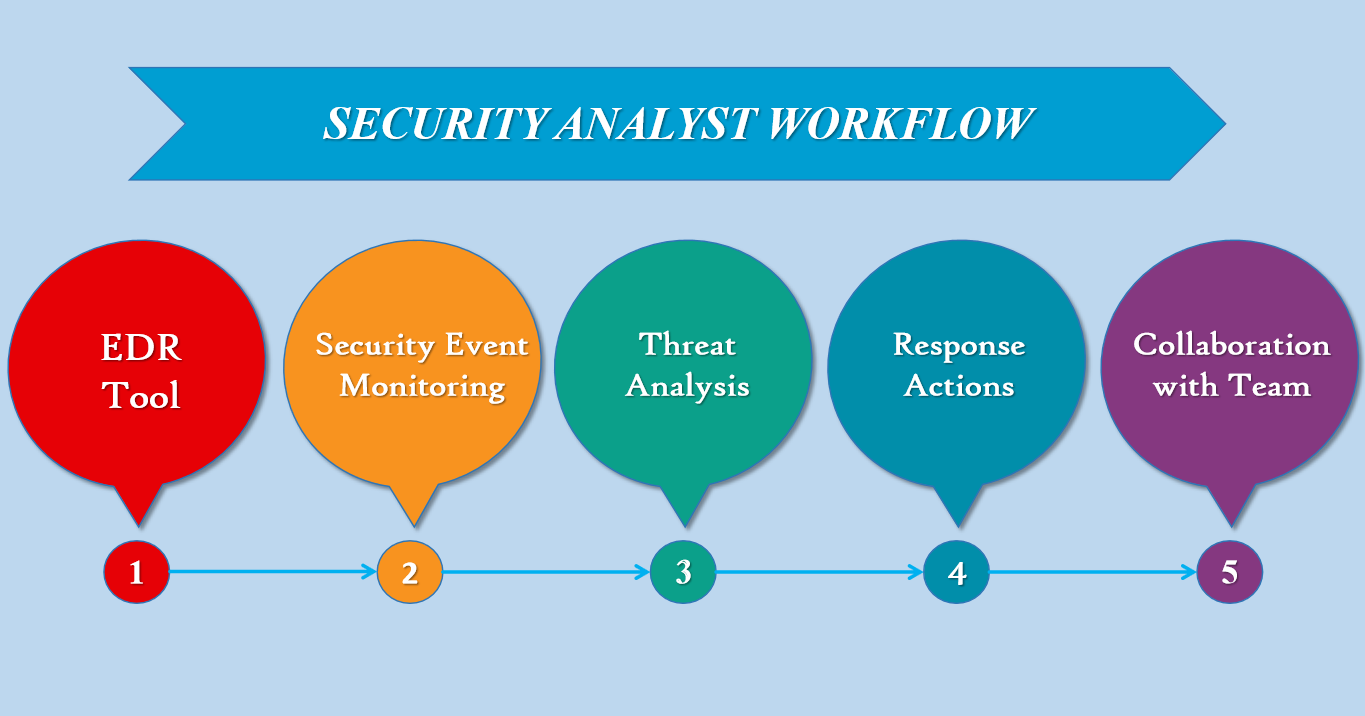 SECURITY ANALYST WORKFLOW
EDR
Tool
Security Event
Monitoring
Threat
Analysis
Response
Actions
Collaboration
with Team
1
2
3
4
5